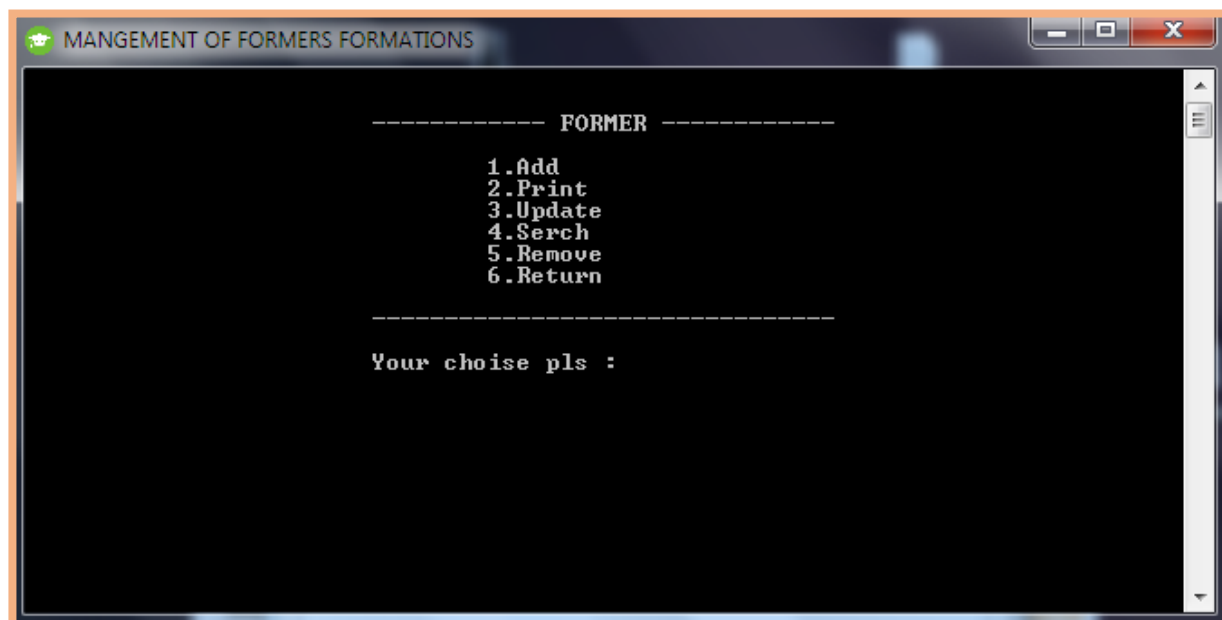 MANGEMENT OF FORMERS FORMATIONS
------------ FORMER ------------
1.Add
2.Print
3.Update
4.Serch
5.Remove
6.Return
--------------------------------
Your choise pls :